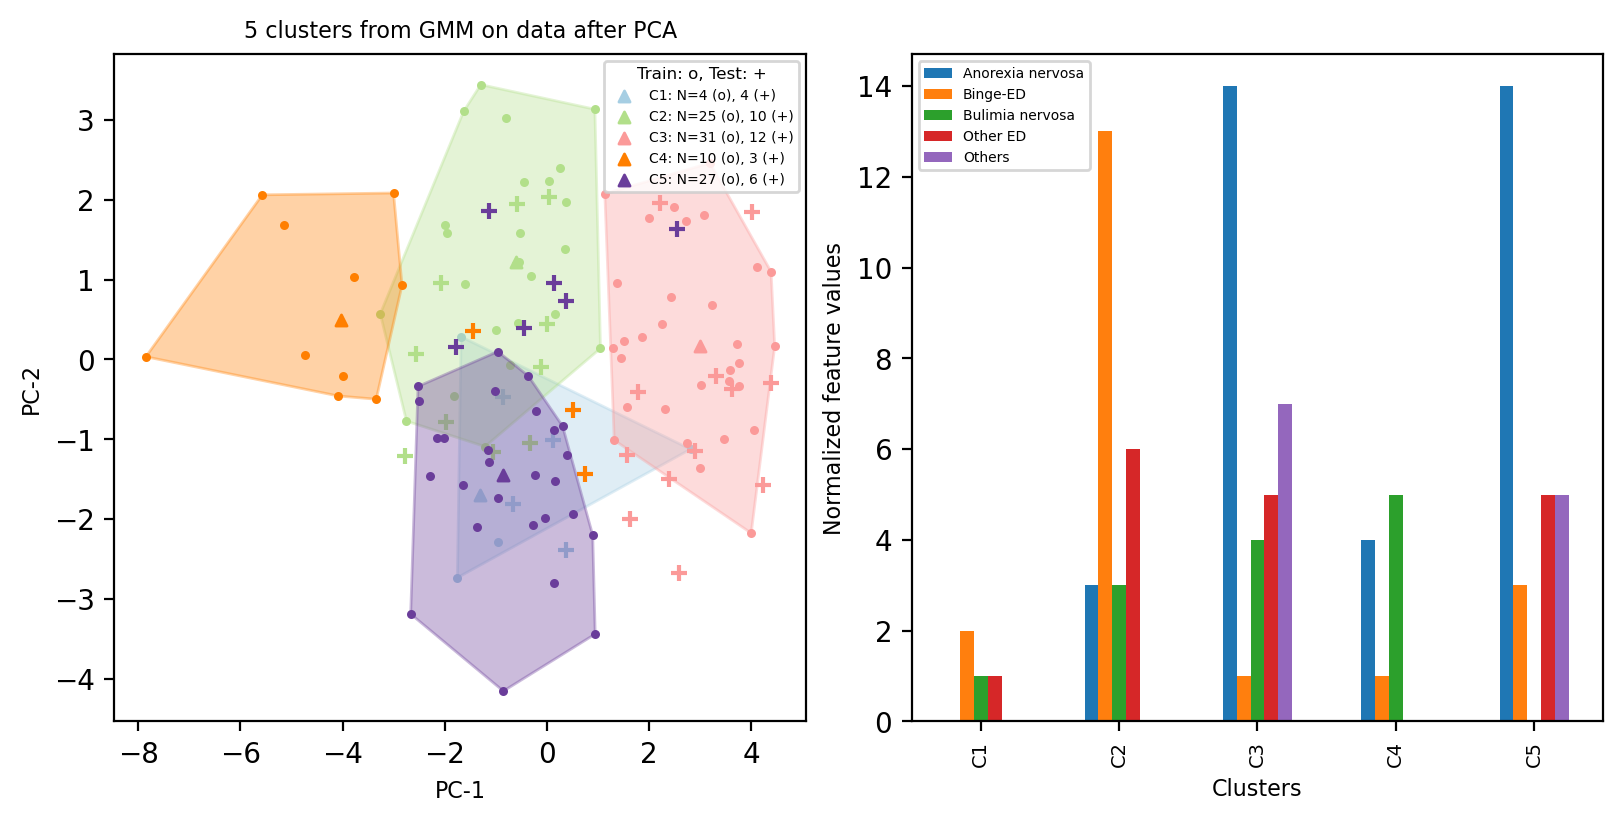 5 clusters from GMM on data after PCA
Train: o, Test: +
C1: N=4 (o), 4 (+)
C2: N=25 (o), 10 (+)
C3: N=31 (o), 12 (+)
C4: N=10 (o), 3 (+)
C5: N=27 (o), 6 (+)
3
2
1
0
−1
−2
−3
−4
PC-2
−8 −6 −4 −2 0 2 4
PC-1
Anorexia nervosa
Binge-ED
Bulimia nervosa
Other ED
Others
14
12
10
8
6
4
2
0
Normalized feature values
C1 C2 C3 C4 C5
Clusters